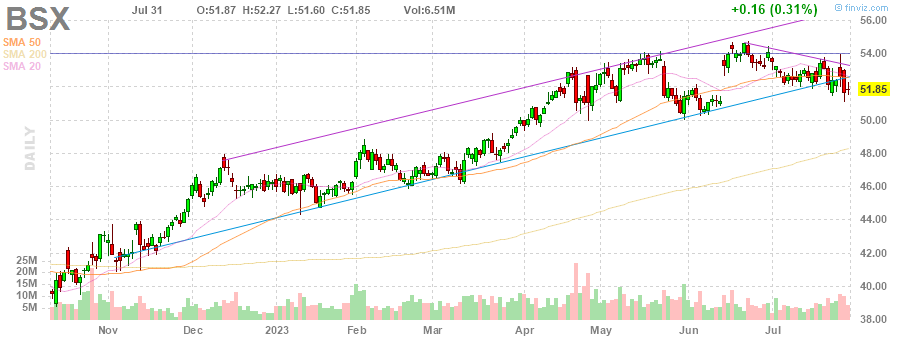 BSX Jul 31 O:51.87 H:52.27 L:51.60 C:51.85 Vol:6.51M +0.16 (0.31%) finviz.com
SMA 50
SMA 200
SMA 20
DAILY
56.00
54.00
51.85
50.00
48.00
46.00
44.00
42.00
40.00
38.00
25M
20M
15M
10M
5M
Nov Dec 2023 Feb Mar Apr May Jun Jul